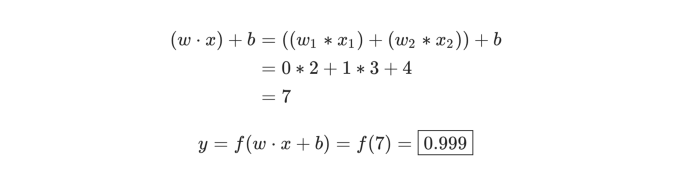 (w · x) + b = ((w₁ * x₁) + (w₂ * x₂)) + b
= 0 * 2 + 1 * 3 + 4
= 7
y = f(w · x + b) = f(7) = 0.999